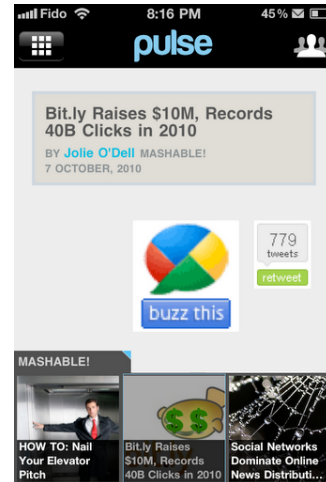 Fido 8:16 PM 45%
pulse
Bit.ly Raises $10M, Records
40B Clicks in 2010
BY Jolie O'Dell MASHABLE!
7 OCTOBER, 2010
779
tweets
retweet
buzz this
MASHABLE!
HOW TO: Nail
Your Elevator
Pitch
Bit.ly Raises
$10M, Records
40B Clicks in 2010
Social Networks
Dominate Online
News Distributi...